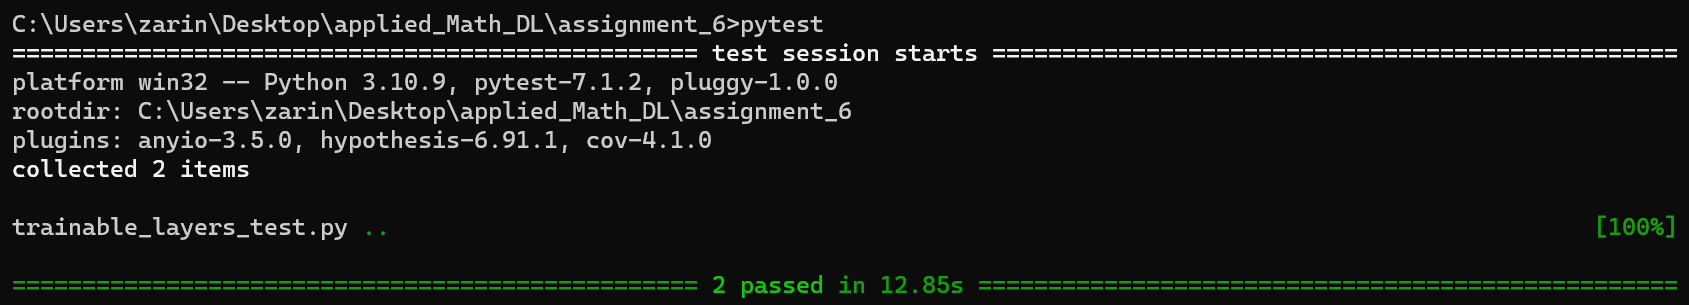 C:\Users\zarin\Desktop\applied_Math_DL\assignment_6>pytest
================================================= test session starts =================================================
platform win32 -- Python 3.10.9, pytest-7.1.2, pluggy-1.0.0
rootdir: C:\Users\zarin\Desktop\applied_Math_DL\assignment_6
plugins: anyio-3.5.0, hypothesis-6.91.1, cov-4.1.0
collected 2 items
trainable_layers_test.py .. [100%]
================================================= 2 passed in 12.85s ==================================================